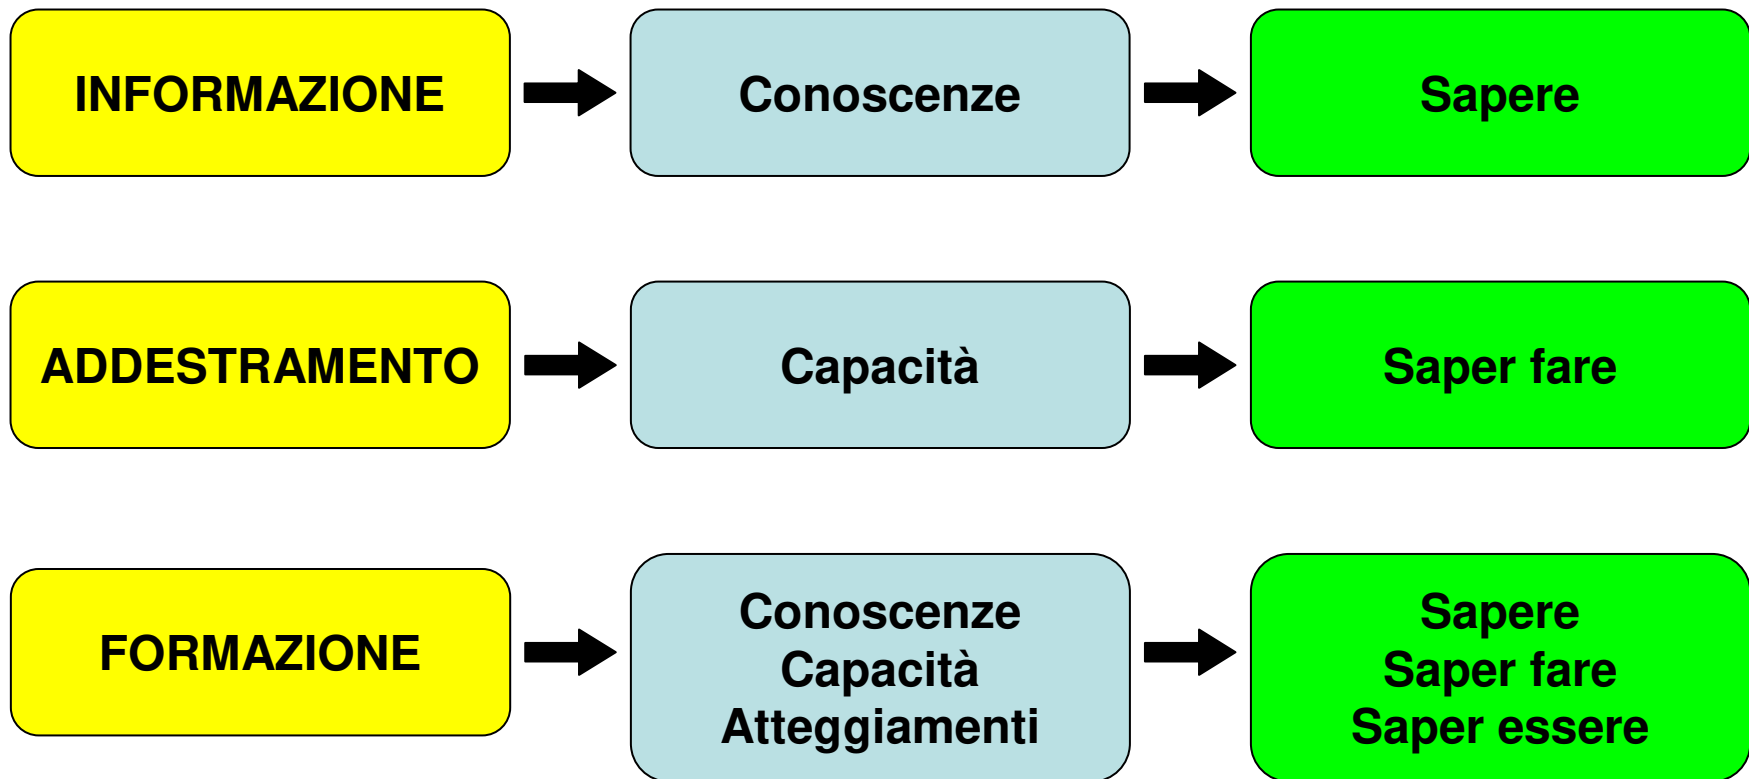 INFORMAZIONE
Conoscenze
Sapere
ADDESTRAMENTO
Capacità
Saper fare
FORMAZIONE
Conoscenze
Capacità
Atteggiamenti
Sapere
Saper fare
Saper essere